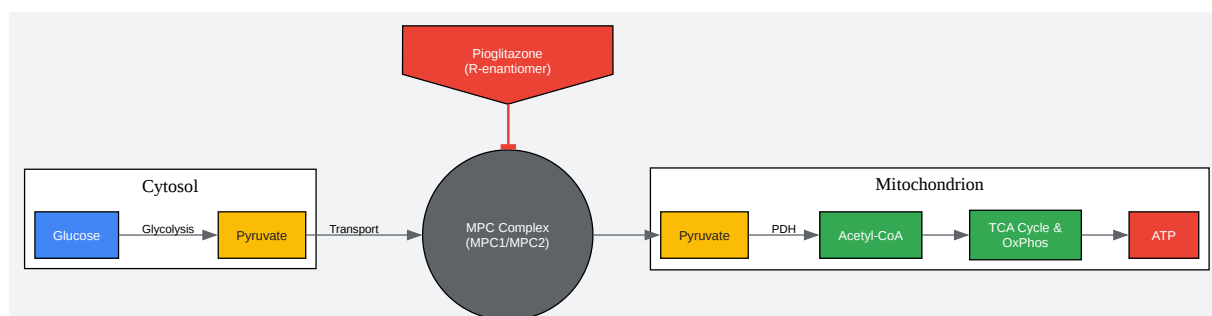 Pioglitazone
(R-enantiomer)
Cytosol
Glucose
Glycolysis
Pyruvate
Transport
MPC Complex
(MPC1/MPC2)
Mitochondrion
Pyruvate
PDH
Acetyl-CoA
TCA Cycle &
OxPhos
ATP